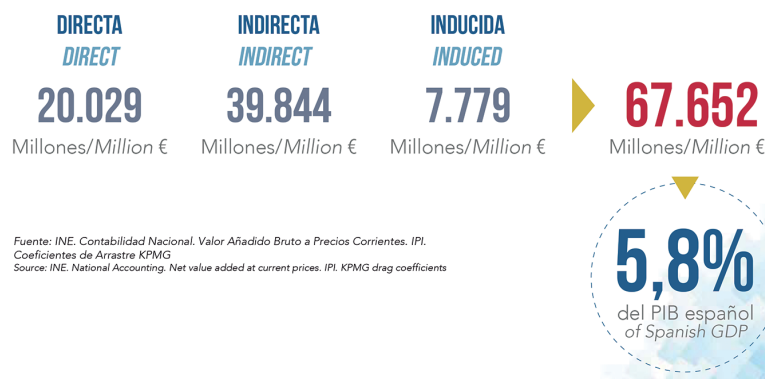 DIRECTA
DIRECT
20.029
Millones/Million €
INDIRECTA
INDIRECT
39.844
Millones/Million €
INDUCIDA
INDUCED
7.779
Millones/Million €
67.652
Millones/Million €
5,8%
del PIB español
of Spanish GDP
Fuente: INE. Contabilidad Nacional. Valor Añadido Bruto a Precios Corrientes. IPI.
Coeficientes de Arrastre KPMG
Source: INE. National Accounting. Net value added at current prices. IPI. KPMG drag coefficients